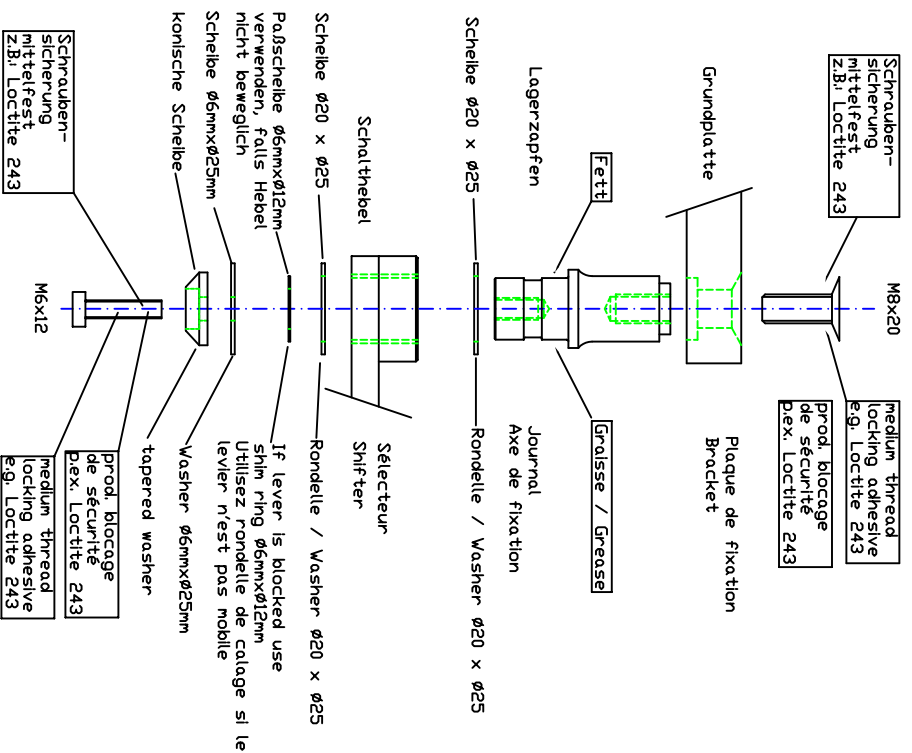 Schrauben-
sicherung
mittelfest
z.B.: Loctite 243
M8x20
medium thread
locking adhesive
e.g. Loctite 243
prod. blocage
de sécurité
p.ex. Loctite 243
Grundplatte
Plaque de fixation
Bracket
Fett
Graisse / Grease
Lagerzapfen
Journal
Axe de fixation
Scheibe Ø20 x Ø25
Rondelle / Washer Ø20 x Ø25
Schalthebel
Sélecteur
Shifter
Scheibe Ø20 x Ø25
Rondelle / Washer Ø20 x Ø25
Paßscheibe Ø6mmxØ12mm
verwenden, falls Hebel
nicht beweglich
If lever is blocked use
shim ring Ø6mmxØ12mm
Utilisez rondelle de calage si le
levier n'est pas mobile
Scheibe Ø6mmxØ25mm
Washer Ø6mmxØ25mm
konische Scheibe
tapered washer
Schrauben-
sicherung
mittelfest
z.B.: Loctite 243
M6x12
prod. blocage
de sécurité
p.ex. Loctite 243
medium thread
locking adhesive
e.g. Loctite 243